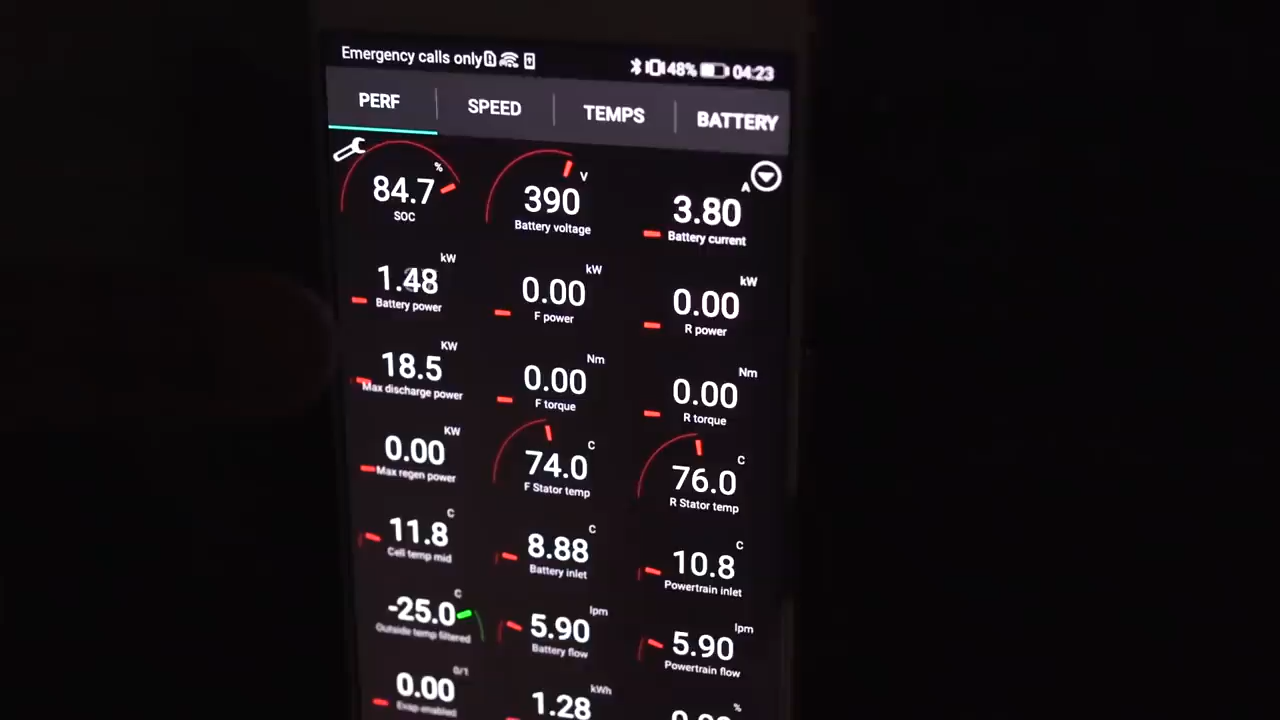 Emergency calls only 48% 04:23
PERF SPEED TEMPS BATTERY
% V A
84.7 390 3.80
SOC Battery voltage Battery current
kW kW kW
1.48 0.00 0.00
Battery power F power R power
KW Nm Nm
18.5 0.00 0.00
Max discharge power F torque R torque
KW C C
0.00 74.0 76.0
Max regen power F Stator temp R Stator temp
C C C
11.8 8.88 10.8
Cell temp mid Battery inlet Powertrain inlet
C lpm lpm
-25.0 5.90 5.90
Outside temp filtered Battery flow Powertrain flow
0/1 kWh %
0.00 1.28
Evap enabled